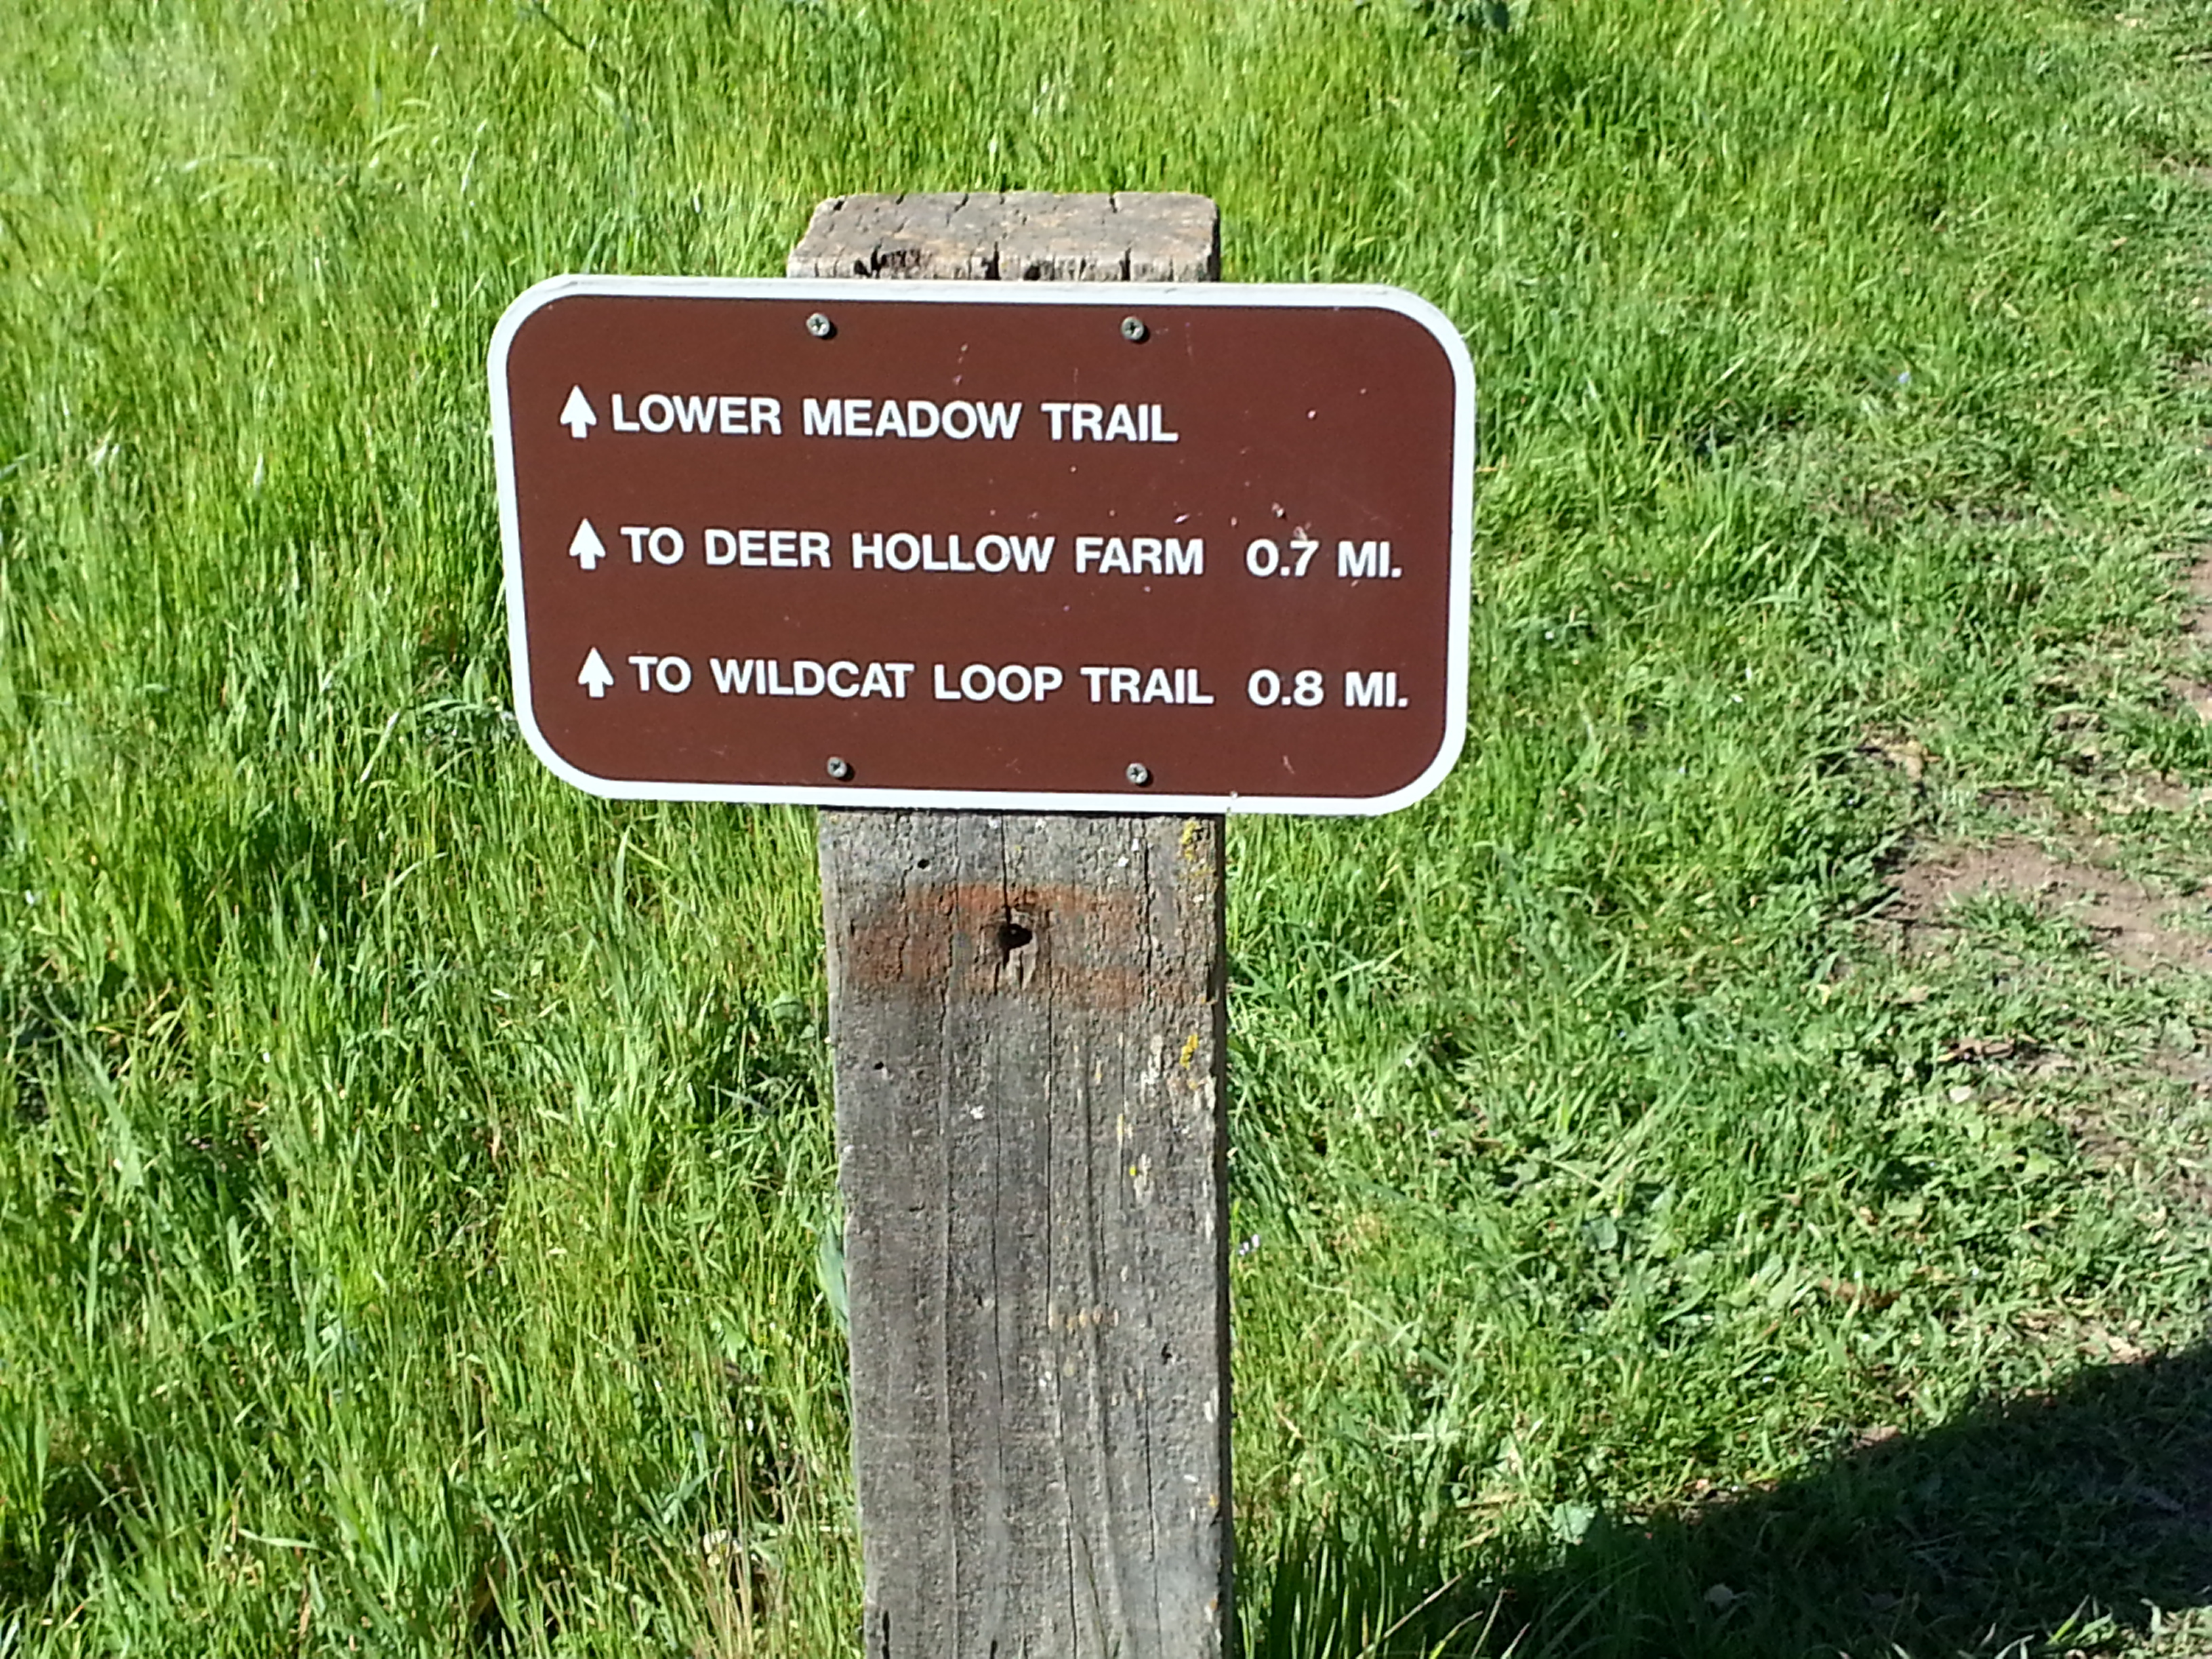 LOWER MEADOW TRAIL
TO DEER HOLLOW FARM 0.7 MI.
TO WILDCAT LOOP TRAIL 0.8 MI.